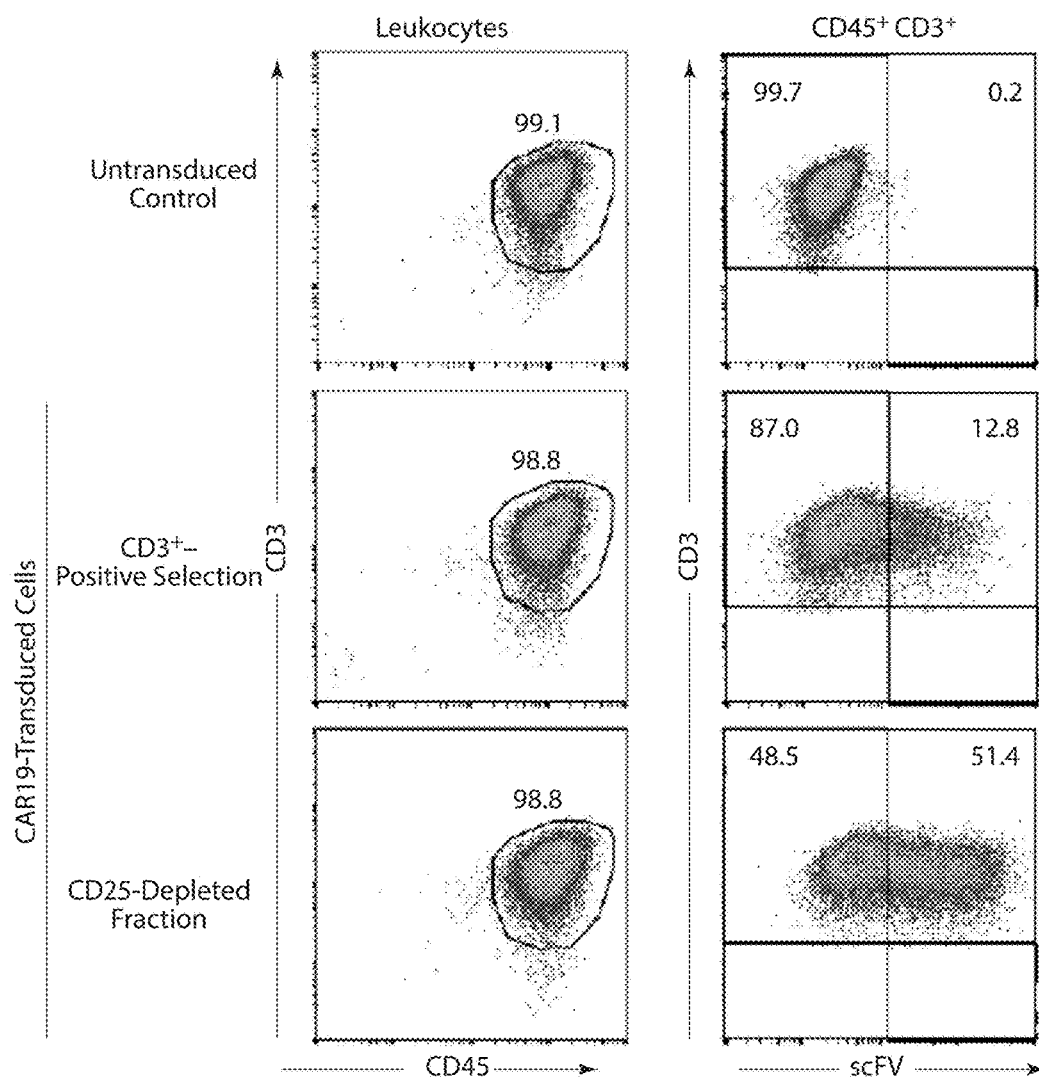 Leukocytes
CD45⁺ CD3⁺
Untransduced
Control
99.1
99.7
0.2
CAR19-Transduced Cells
CD3⁺–
Positive Selection
CD3
98.8
CD3
87.0
12.8
CD25-Depleted
Fraction
98.8
48.5
51.4
CD45
scFV